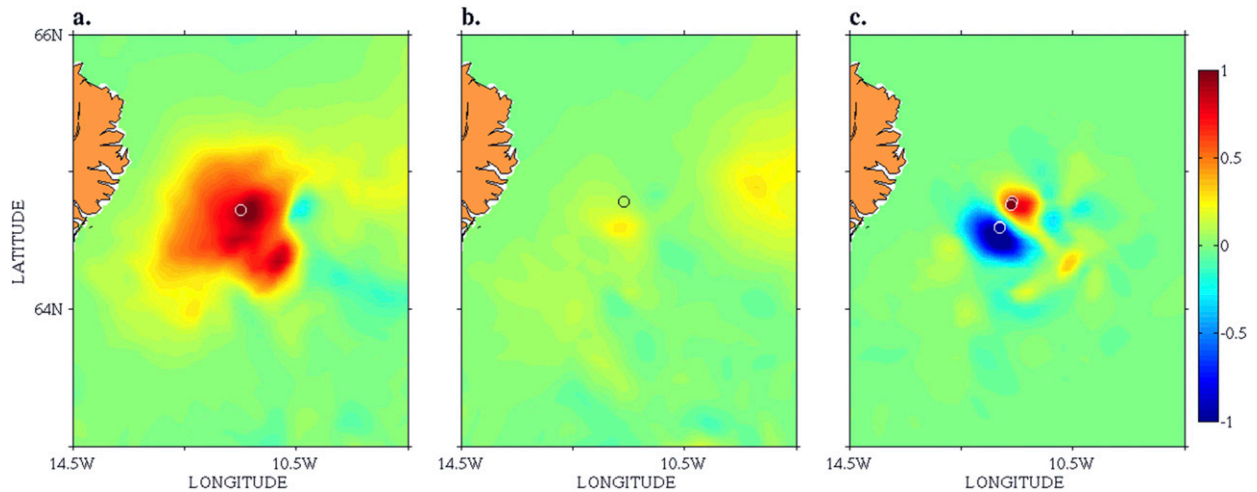 a.
b.
c.
66N
64N
LATITUDE
14.5W
10.5W
LONGITUDE
14.5W
10.5W
LONGITUDE
14.5W
10.5W
LONGITUDE
1
0.5
0
-0.5
-1